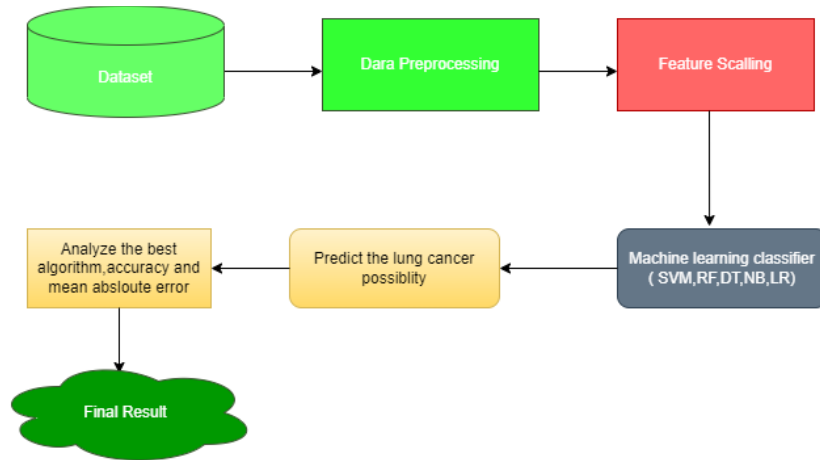 Dataset
Dara Preprocessing
Feature Scalling
Machine learning classifier
( SVM,RF,DT,NB,LR)
Predict the lung cancer
possiblity
Analyze the best
algorithm,accuracy and
mean absloute error
Final Result